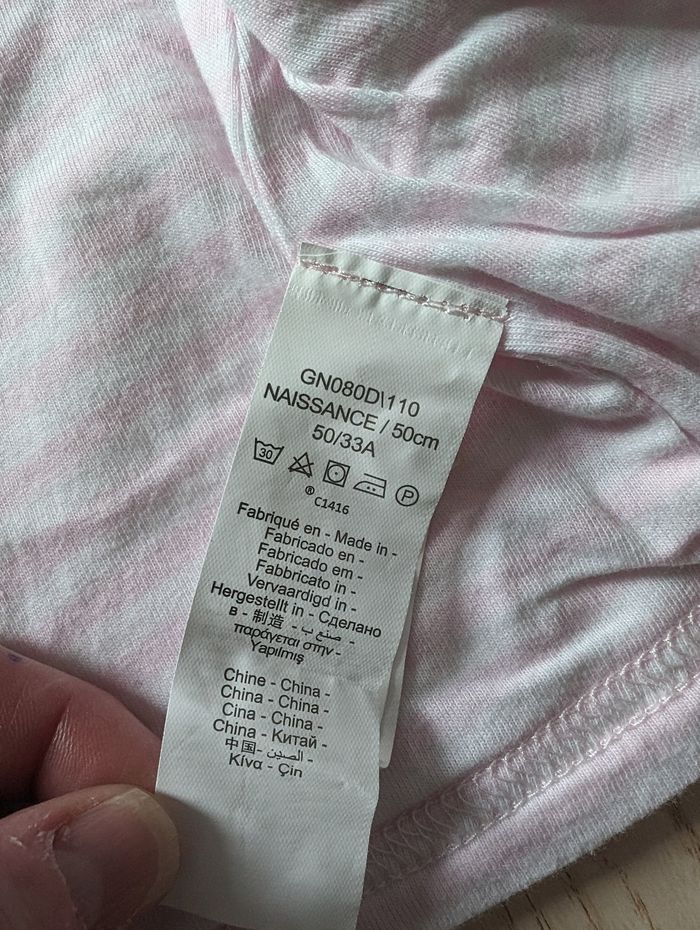 GN080D\110
NAISSANCE / 50cm
50/33A
30
P
® C1416
Fabriqué en - Made in -
Fabricado en -
Fabricado em -
Fabbricato in -
Vervaardigd in -
Hergestellt in - Сделано
в - 制造 - صنع ب -
παράγεται στην -
Yapılmış
Chine - China -
China - China -
Cina - China -
China - Китай -
中国 - الصين -
Κίνα - Çin